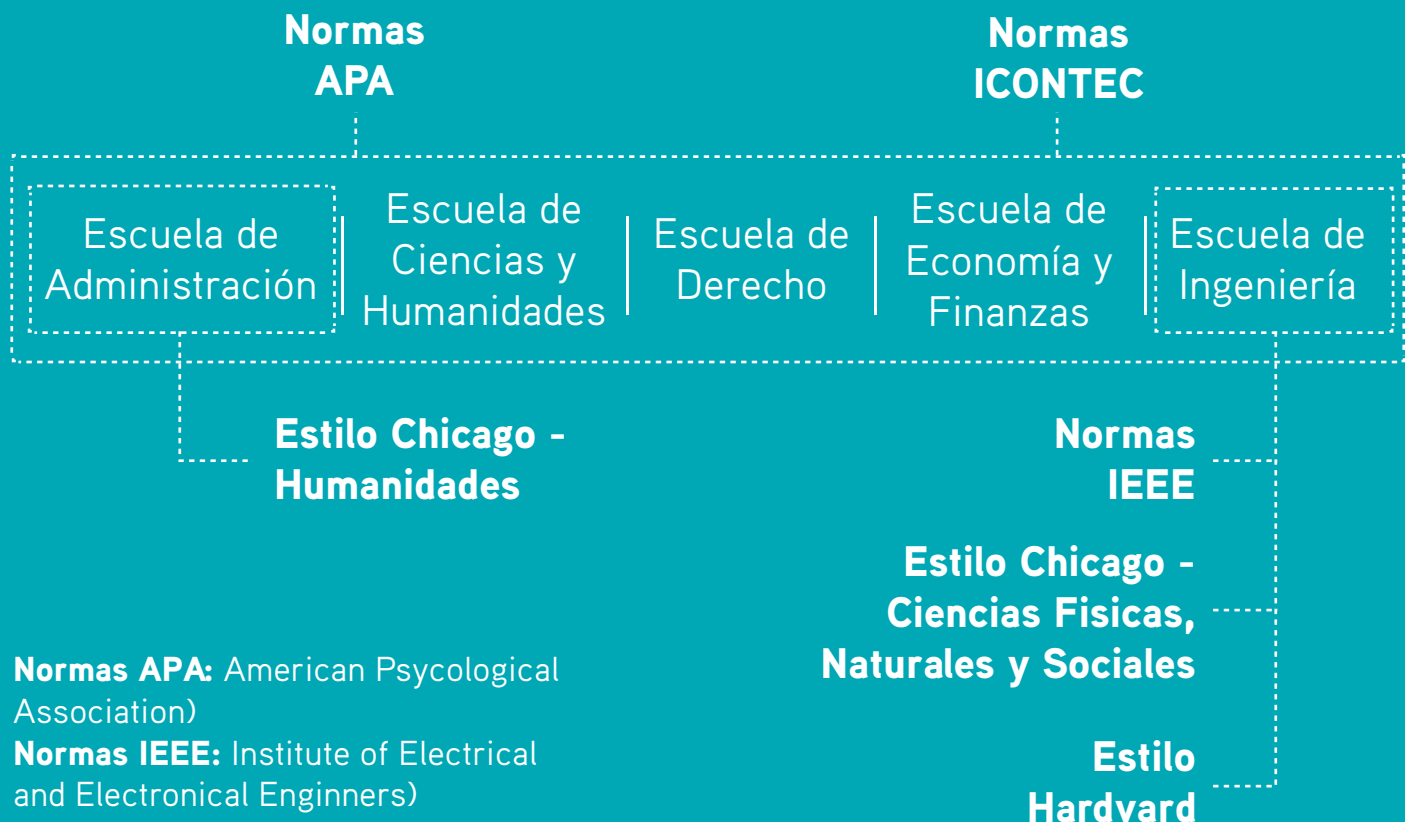 Normas
APA
Normas
ICONTEC
Escuela de
Administración
Escuela de
Ciencias y
Humanidades
Escuela de
Derecho
Escuela de
Economía y
Finanzas
Escuela de
Ingeniería
Estilo Chicago -
Humanidades
Normas
IEEE
Estilo Chicago -
Ciencias Fisicas,
Naturales y Sociales
Estilo
Hardvard
Normas APA: American Psycological
Association)
Normas IEEE: Institute of Electrical
and Electronical Enginners)